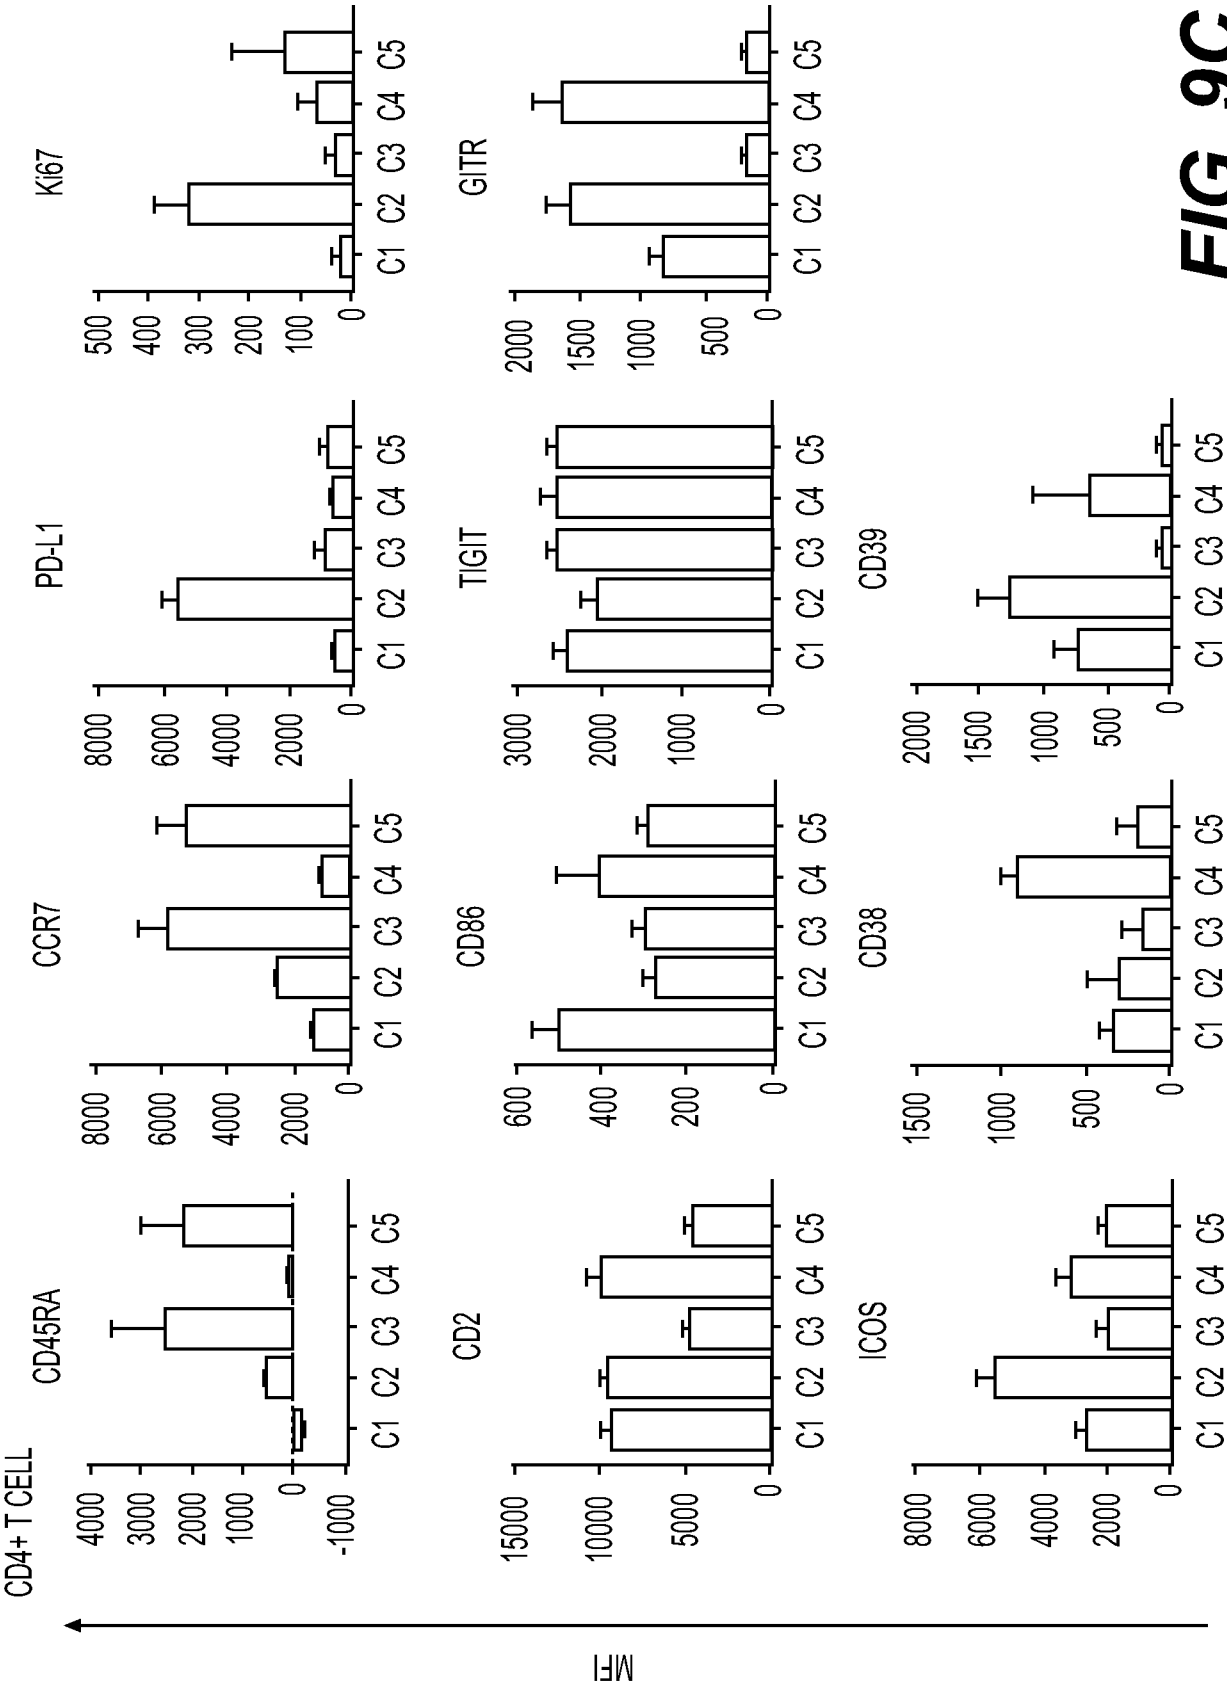 CD4+ T CELL
MFI
CD45RA
4000
3000
2000
1000
0
-1000
C1 C2 C3 C4 C5
CCR7
8000
6000
4000
2000
0
C1 C2 C3 C4 C5
PD-L1
8000
6000
4000
2000
0
C1 C2 C3 C4 C5
Ki67
500
400
300
200
100
0
C1 C2 C3 C4 C5
CD2
15000
10000
5000
0
C1 C2 C3 C4 C5
CD86
600
400
200
0
C1 C2 C3 C4 C5
TIGIT
3000
2000
1000
0
C1 C2 C3 C4 C5
GITR
2000
1500
1000
500
0
C1 C2 C3 C4 C5
ICOS
8000
6000
4000
2000
0
C1 C2 C3 C4 C5
CD38
1500
1000
500
0
C1 C2 C3 C4 C5
CD39
2000
1500
1000
500
0
C1 C2 C3 C4 C5
FIG. 9C